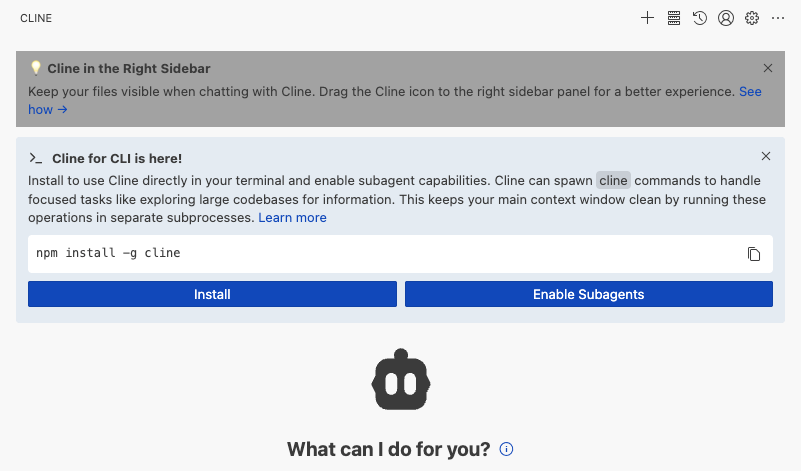 CLINE
💡 Cline in the Right Sidebar
Keep your files visible when chatting with Cline. Drag the Cline icon to the right sidebar panel for a better experience. See
how →
Cline for CLI is here!
Install to use Cline directly in your terminal and enable subagent capabilities. Cline can spawn cline commands to handle
focused tasks like exploring large codebases for information. This keeps your main context window clean by running these
operations in separate subprocesses. Learn more
npm install -g cline
Install
Enable Subagents
What can I do for you?